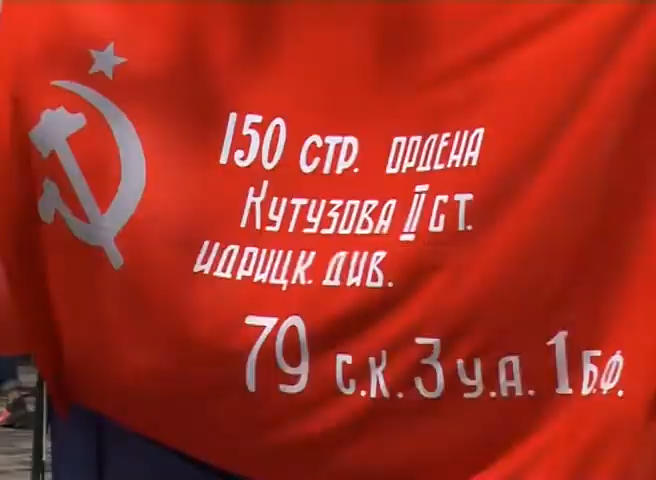 150 СТР. ОРДЕНА
КУТУЗОВА II СТ.
ИДРИЦК. ДИВ.
79 С.К. 3 У.А. 1 Б.Ф.